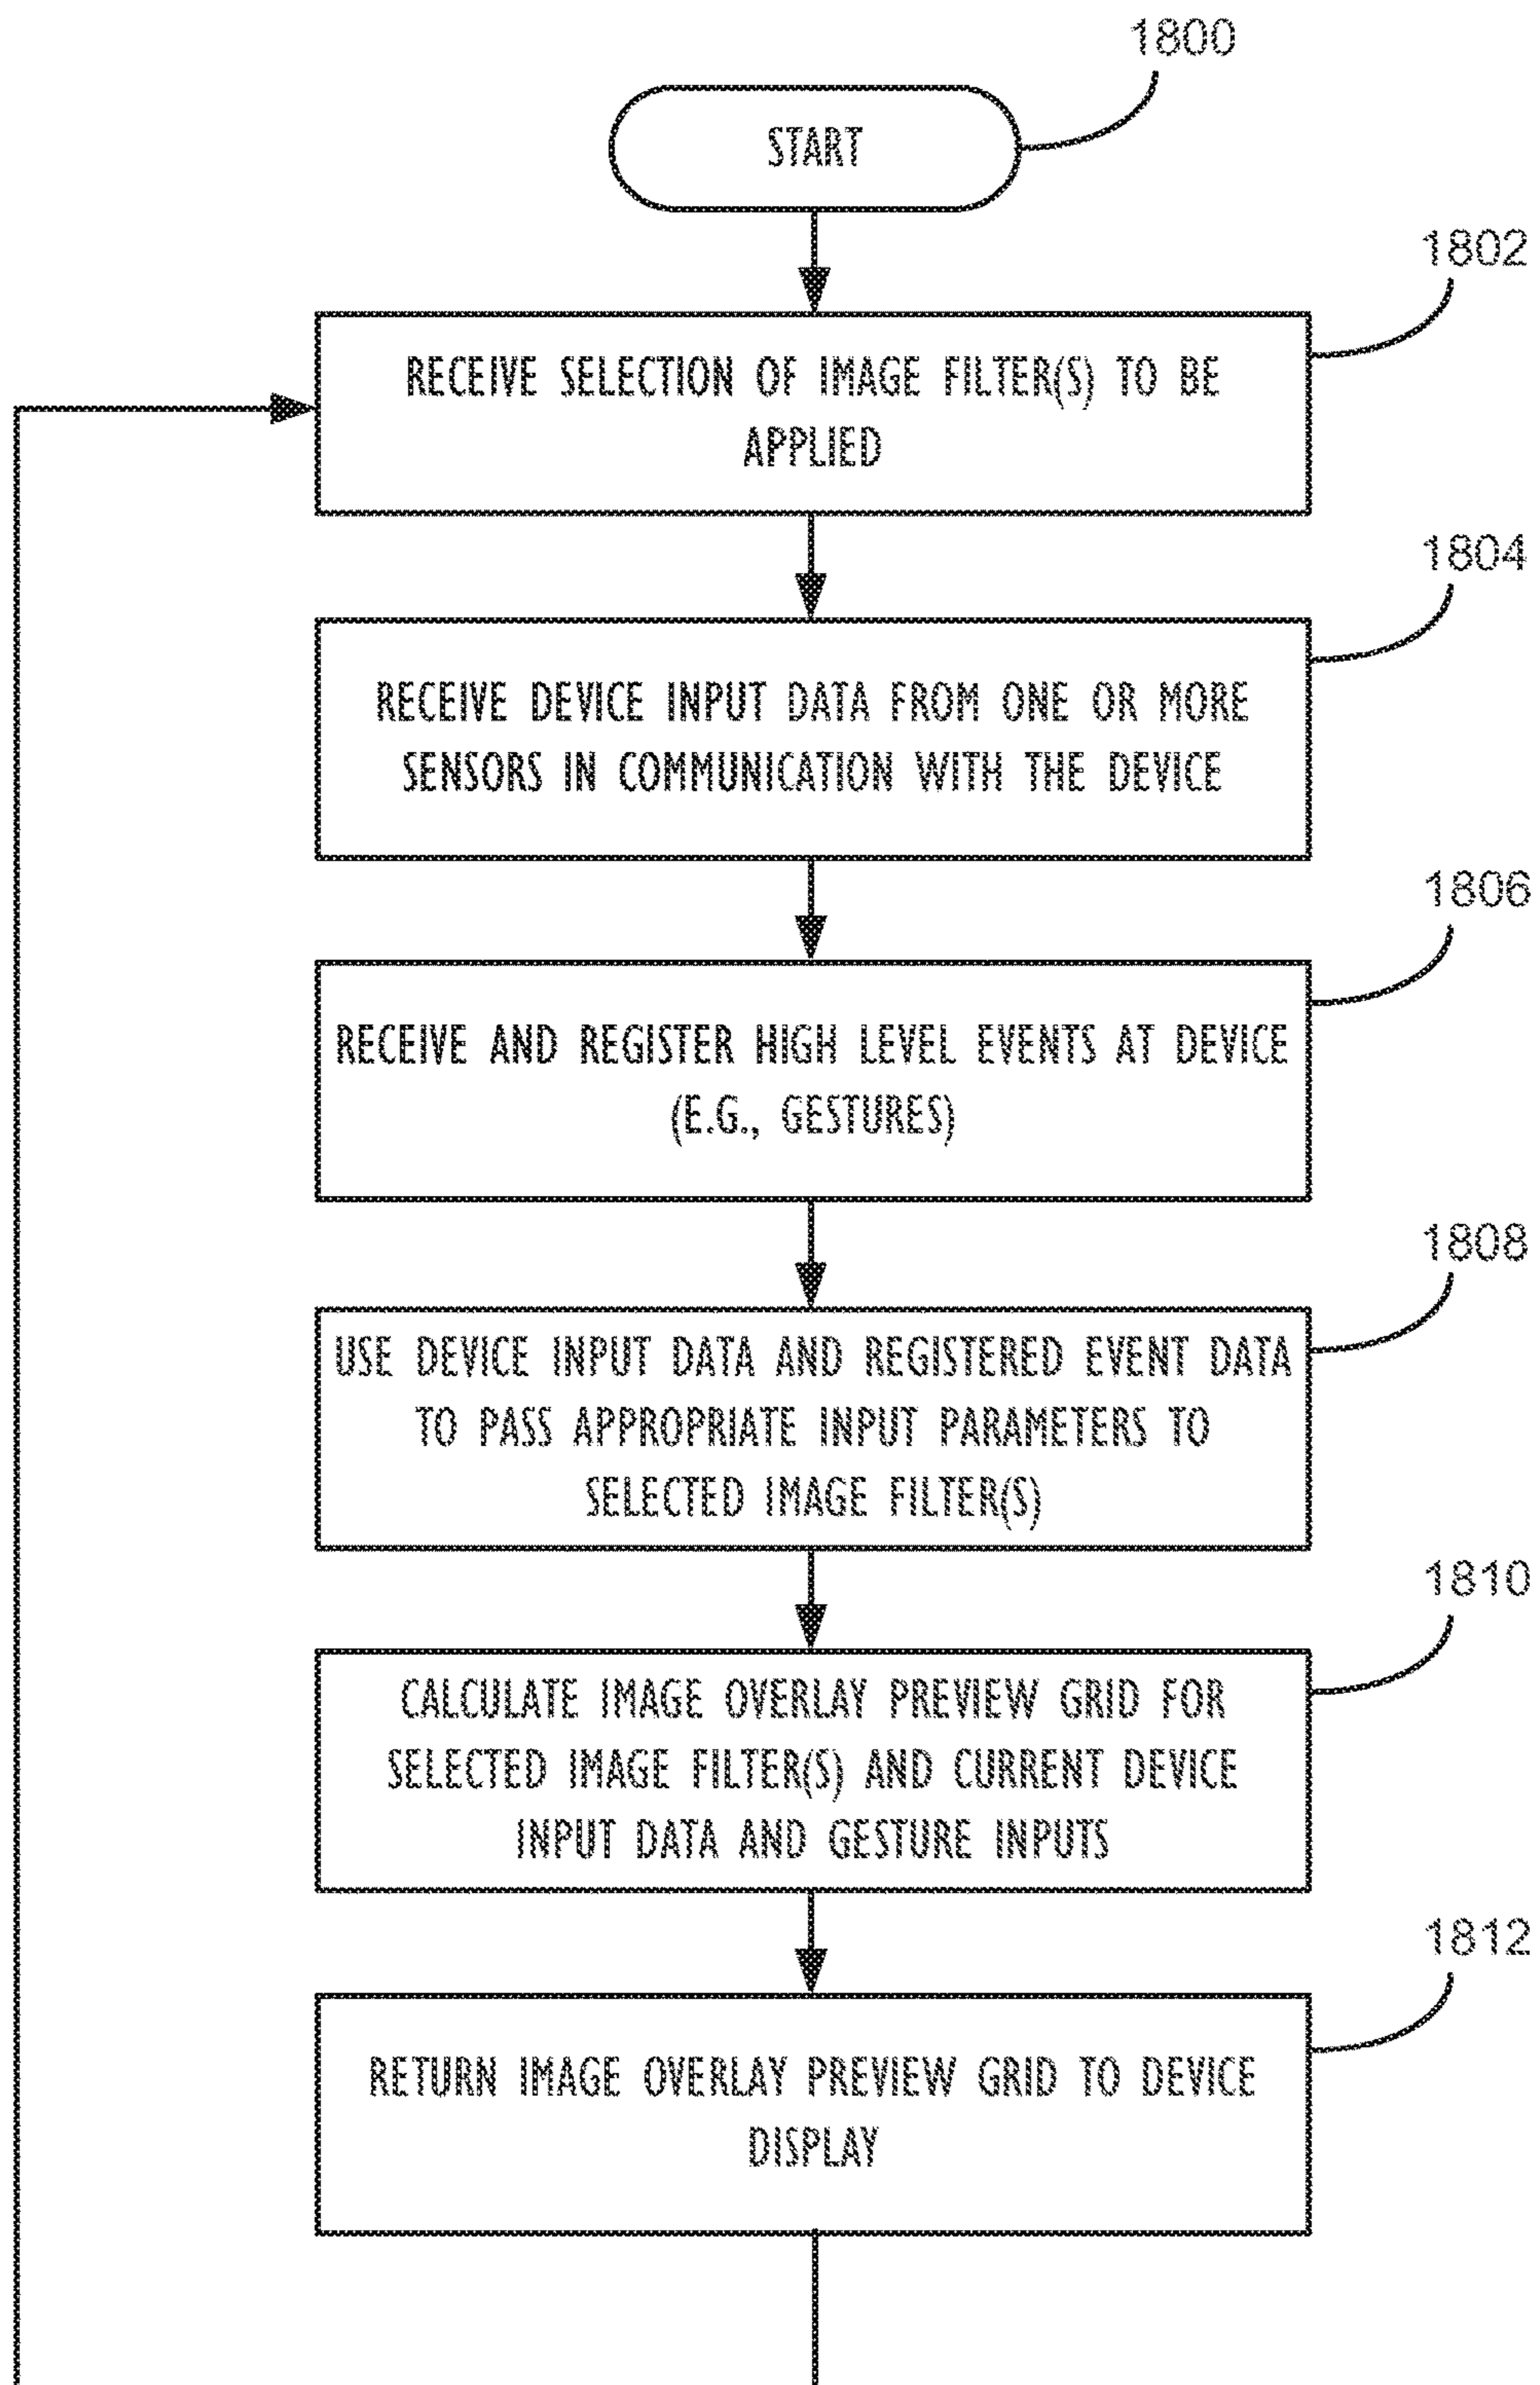 1800
START
1802
RECEIVE SELECTION OF IMAGE FILTER(S) TO BE
APPLIED
1804
RECEIVE DEVICE INPUT DATA FROM ONE OR MORE
SENSORS IN COMMUNICATION WITH THE DEVICE
1806
RECEIVE AND REGISTER HIGH LEVEL EVENTS AT DEVICE
(E.G., GESTURES)
1808
USE DEVICE INPUT DATA AND REGISTERED EVENT DATA
TO PASS APPROPRIATE INPUT PARAMETERS TO
SELECTED IMAGE FILTER(S)
1810
CALCULATE IMAGE OVERLAY PREVIEW GRID FOR
SELECTED IMAGE FILTER(S) AND CURRENT DEVICE
INPUT DATA AND GESTURE INPUTS
1812
RETURN IMAGE OVERLAY PREVIEW GRID TO DEVICE
DISPLAY